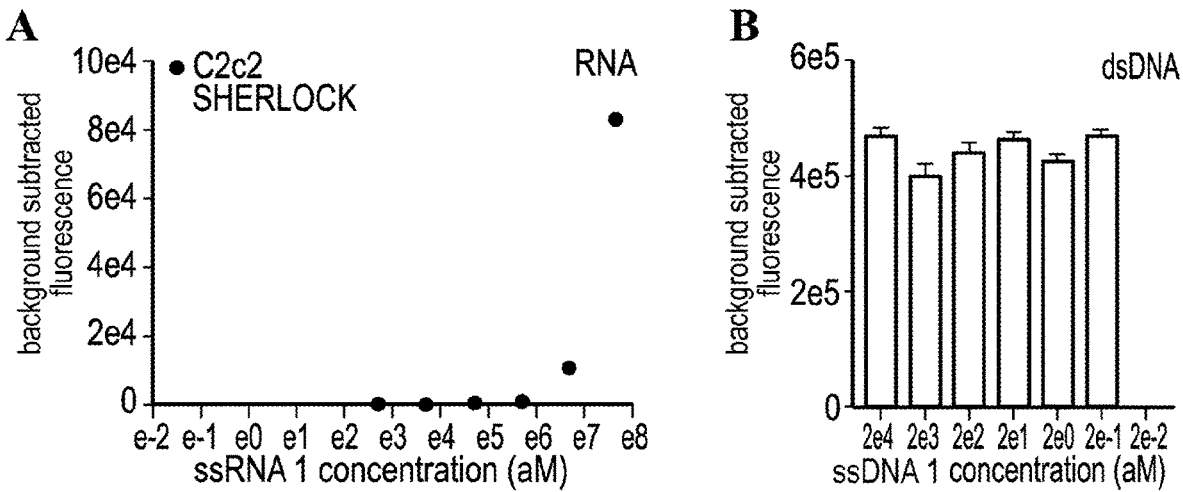 A
background subtracted
fluorescence
10e4
8e4
6e4
4e4
2e4
0
C2c2
SHERLOCK
RNA
e-2 e-1 e0 e1 e2 e3 e4 e5 e6 e7 e8
ssRNA 1 concentration (aM)
B
background subtracted
fluorescence
6e5
4e5
2e5
0
dsDNA
2e4 2e3 2e2 2e1 2e0 2e-1 2e-2
ssDNA 1 concentration (aM)